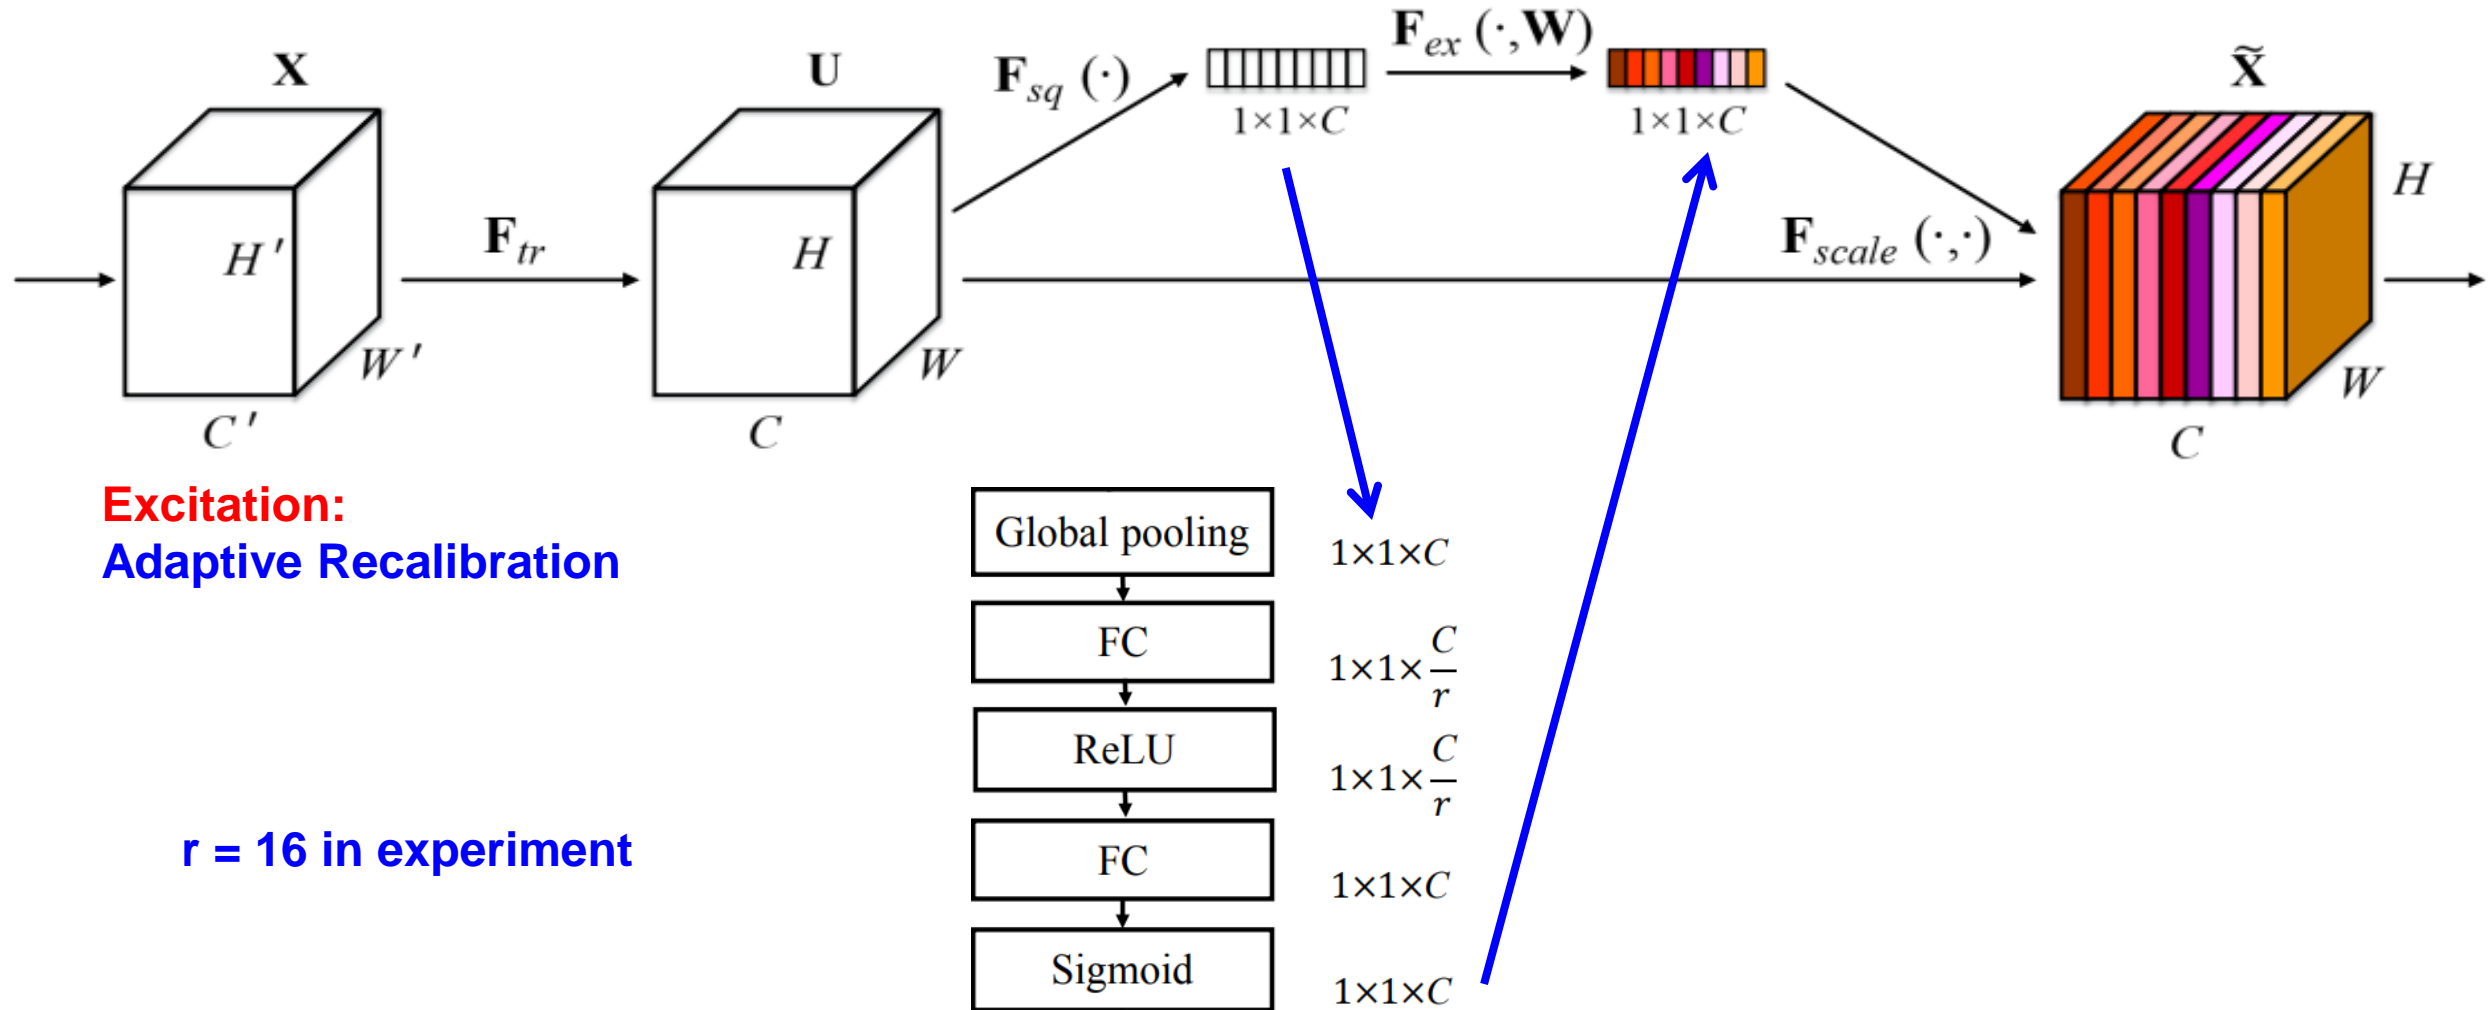 X
U
F_sq (·)
1×1×C
F_ex (·,W)
1×1×C
X̃
H′
W′
C′
F_tr
H
W
C
F_scale (·,·)
H
W
C
Excitation:
Adaptive Recalibration
r = 16 in experiment
Global pooling 1×1×C
FC 1×1×C/r
ReLU 1×1×C/r
FC 1×1×C
Sigmoid 1×1×C